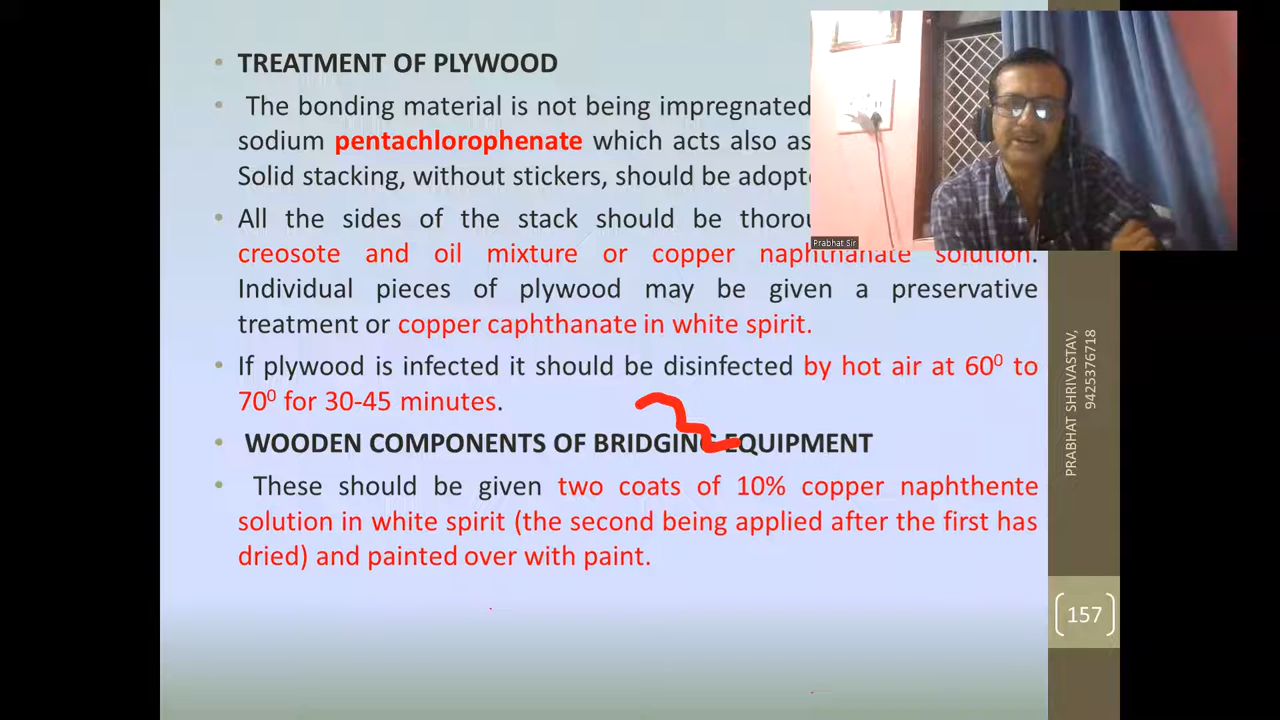 TREATMENT OF PLYWOOD
The bonding material is not being impregnated
sodium pentachlorophenate which acts also as
Solid stacking, without stickers, should be
All the sides of the stack should be
creosote and oil mixture or copper naphthanate solution.
Individual pieces of plywood may be given a preservative
treatment or copper caphthanate in white spirit.
If plywood is infected it should be disinfected by hot air at 60⁰ to
70⁰ for 30-45 minutes.
WOODEN COMPONENTS OF BRIDGING EQUIPMENT
These should be given two coats of 10% copper naphthente
solution in white spirit (the second being applied after the first has
dried) and painted over with paint.
Prabhat Sir
PRABHAT SHRIVASTAV,
9425376718
157